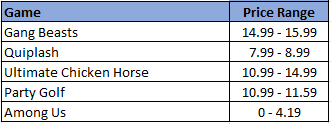 Game Price Range
Gang Beasts 14.99 - 15.99
Quiplash 7.99 - 8.99
Ultimate Chicken Horse 10.99 - 14.99
Party Golf 10.99 - 11.59
Among Us 0 - 4.19